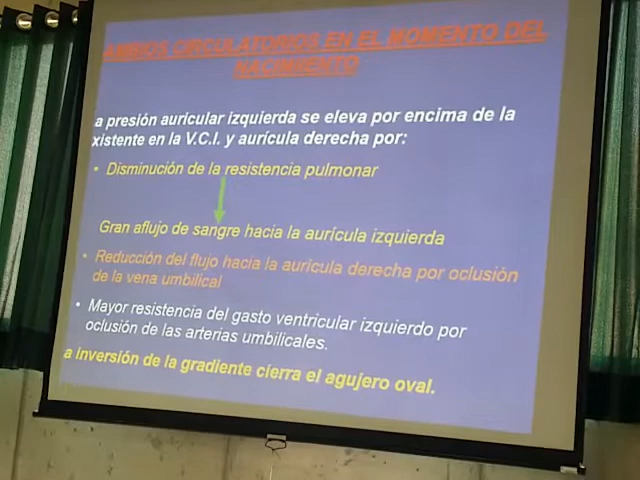 AMBIOS CIRCULATORIOS EN EL MOMENTO DEL
NACIMIENTO
a presión auricular izquierda se eleva por encima de la
xistente en la V.C.I. y aurícula derecha por:
• Disminución de la resistencia pulmonar
Gran aflujo de sangre hacia la aurícula izquierda
• Reducción del flujo hacia la aurícula derecha por oclusión
de la vena umbilical
• Mayor resistencia del gasto ventricular izquierdo por
oclusión de las arterias umbilicales.
a inversión de la gradiente cierra el agujero oval.